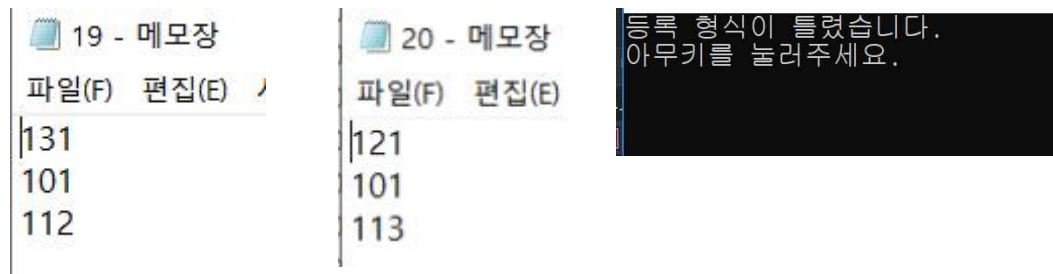 19 - 메모장
파일(F) 편집(E)
131
101
112
20 - 메모장
파일(F) 편집(E)
121
101
113
등록 형식이 틀렸습니다.
아무키를 눌러주세요.